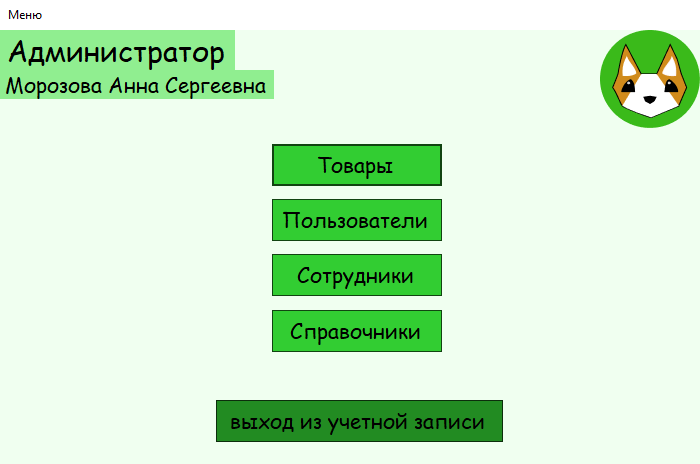 Меню
Администратор
Морозова Анна Сергеевна
Товары
Пользователи
Сотрудники
Справочники
выход из учетной записи